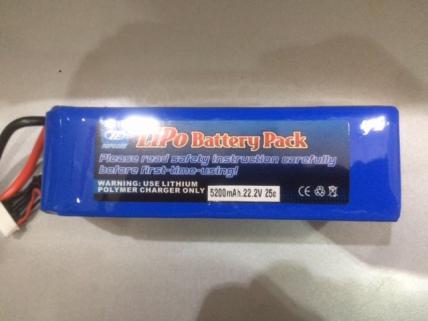 LiPo Battery Pack
Please read safety instruction carefully
before first-time-using!
WARNING: USE LITHIUM
POLYMER CHARGER ONLY
5200mAh 22.2V 25c
CE